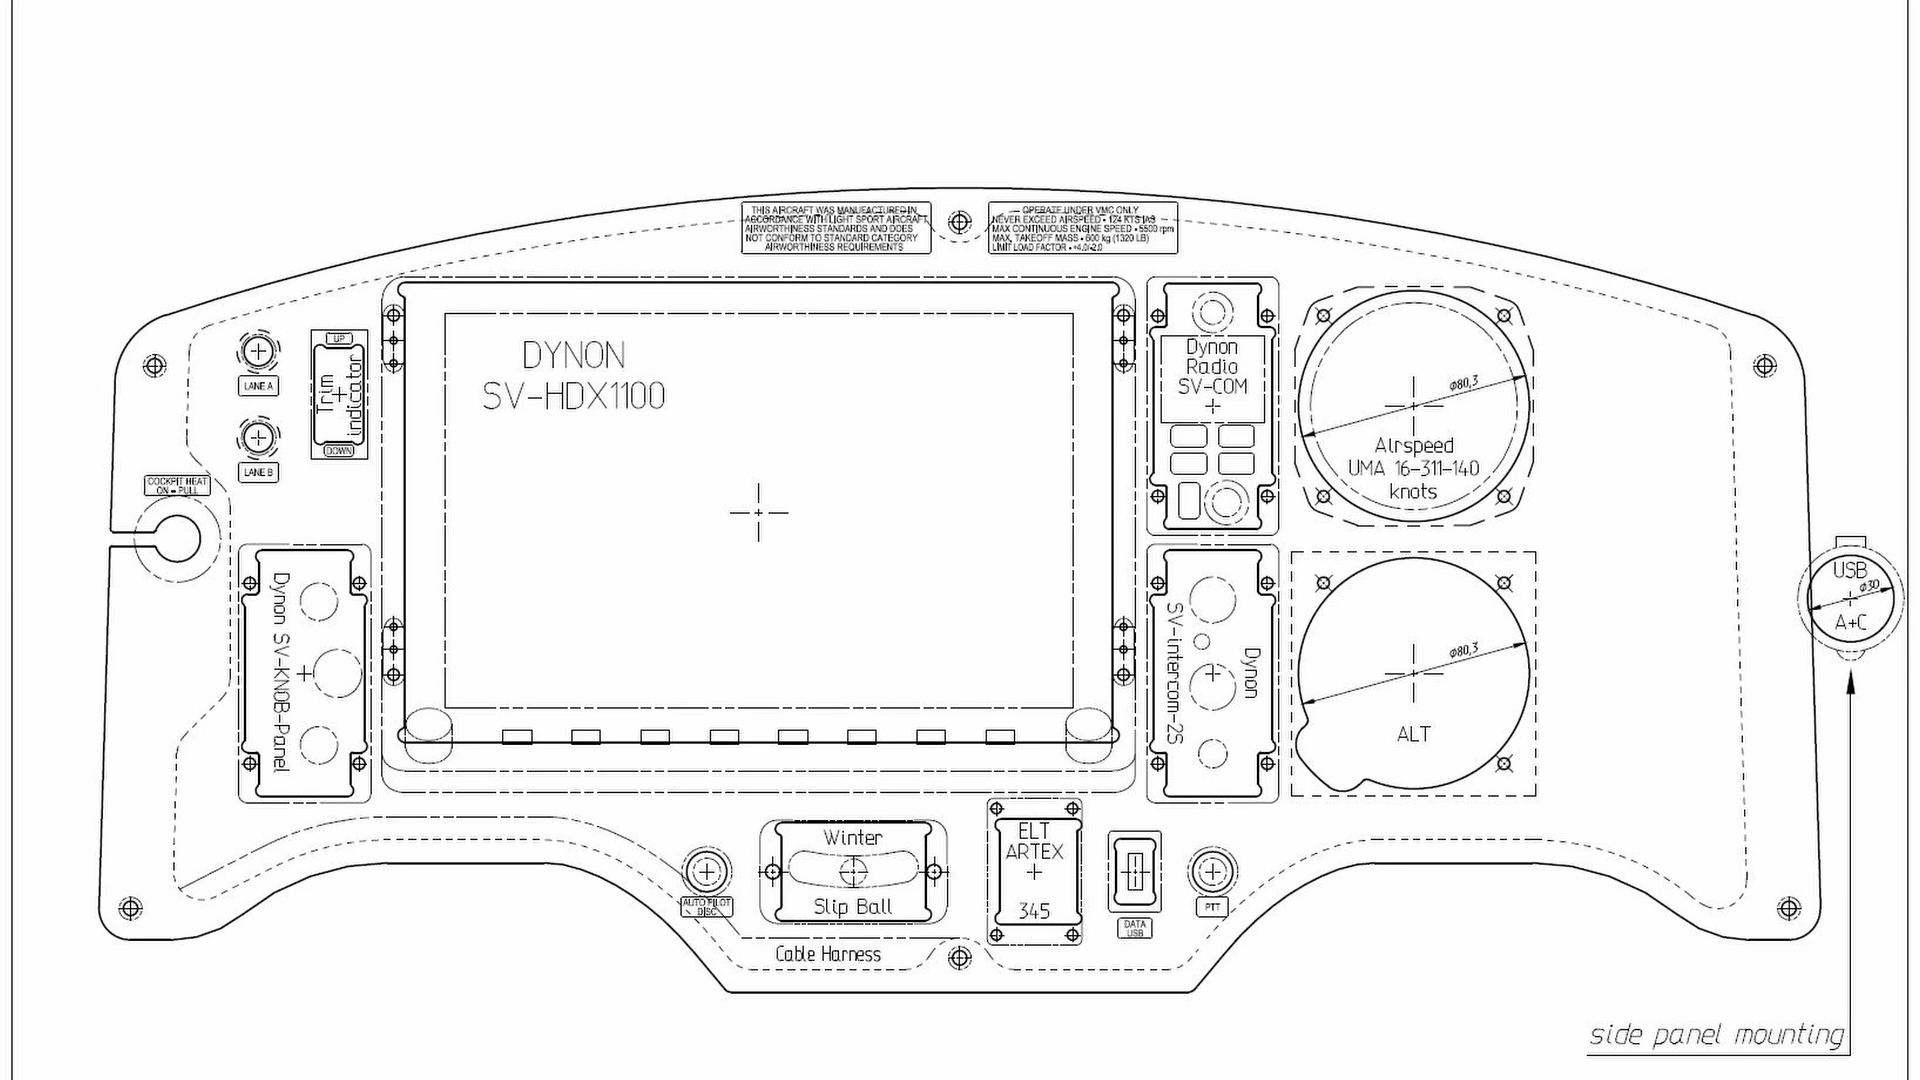 THIS AIRCRAFT WAS MANUFACTURED IN
ACCORDANCE WITH LIGHT SPORT AIRCRAFT
AIRWORTHINESS STANDARDS AND DOES
NOT CONFORM TO STANDARD CATEGORY
AIRWORTHINESS REQUIREMENTS
OPERATE UNDER VMC ONLY
NEVER EXCEED AIRSPEED • 124 KTS IAS
MAX CONTINUOUS ENGINE SPEED • 5500 rpm
MAX. TAKEOFF MASS • 600 kg (1320 LB)
LIMIT LOAD FACTOR • +4.0/-2.0
LANE A
LANE B
UP
Trim
indicator
DOWN
COCKPIT HEAT
ON - PULL
DYNON
SV-HDX1100
Dynon
Radio
SV-COM
ø80,3
Airspeed
UMA 16-311-140
knots
Dynon SV-KNOB-Panel
Dynon
SV-intercom-2S
ø80,3
ALT
USB
ø30
A+C
AUTO PILOT
DISC
Winter
Slip Ball
ELT
ARTEX
345
DATA
USB
PTT
Cable Harness
side panel mounting